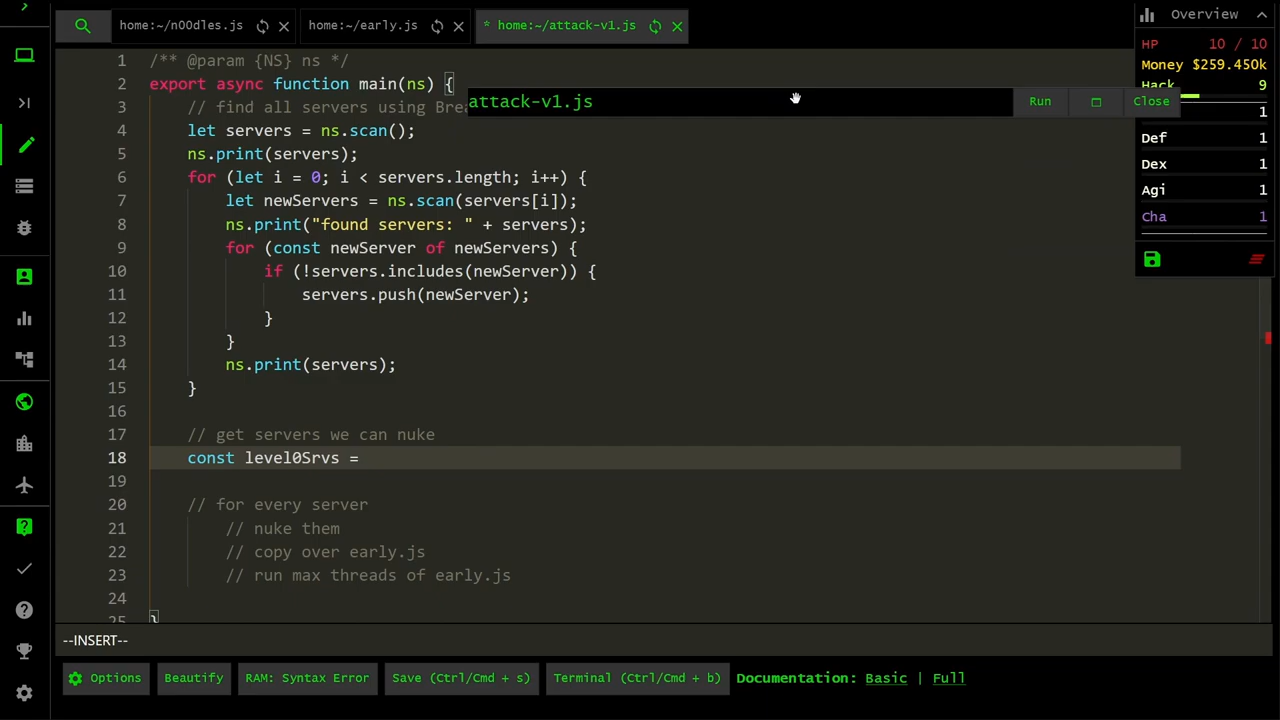 home:~/n00dles.js
home:~/early.js
* home:~/attack-v1.js
Overview
HP 10 / 10
Money $259.450k
Hack 9
1
Def 1
Dex 1
Agi 1
Cha 1
attack-v1.js
Run
Close
1 /** @param {NS} ns */
2 export async function main(ns) {
3 // find all servers using Brea
4 let servers = ns.scan();
5 ns.print(servers);
6 for (let i = 0; i < servers.length; i++) {
7 let newServers = ns.scan(servers[i]);
8 ns.print("found servers: " + servers);
9 for (const newServer of newServers) {
10 if (!servers.includes(newServer)) {
11 servers.push(newServer);
12 }
13 }
14 ns.print(servers);
15 }
16
17 // get servers we can nuke
18 const level0Srvs =
19
20 // for every server
21 // nuke them
22 // copy over early.js
23 // run max threads of early.js
24
25 }
--INSERT--
Options
Beautify
RAM: Syntax Error
Save (Ctrl/Cmd + s)
Terminal (Ctrl/Cmd + b)
Documentation: Basic | Full